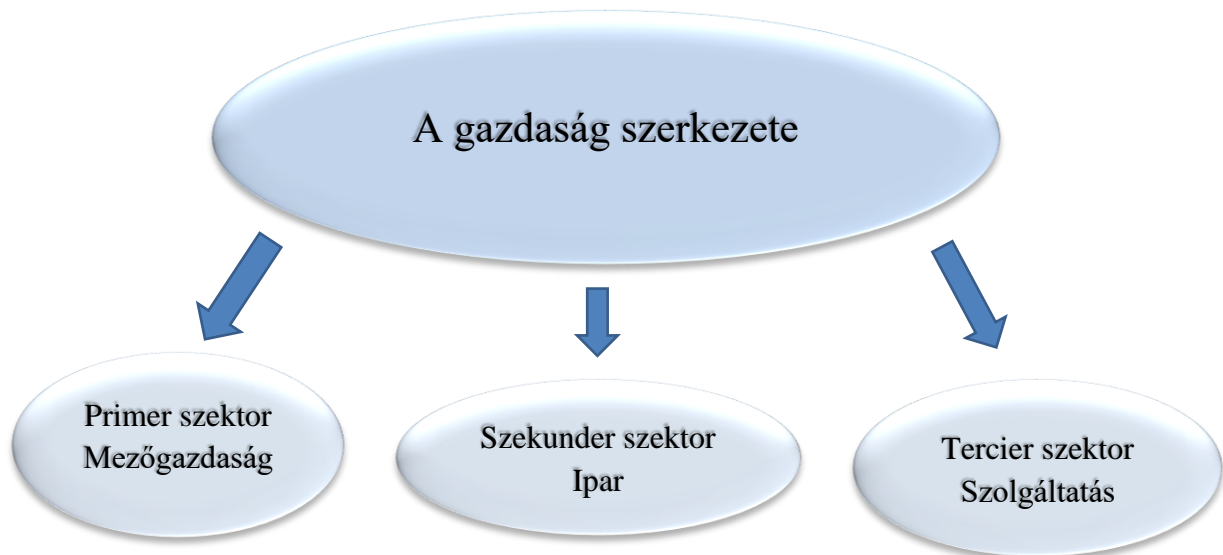 A gazdaság szerkezete
Primer szektor
Mezőgazdaság
Szekunder szektor
Ipar
Tercier szektor
Szolgáltatás